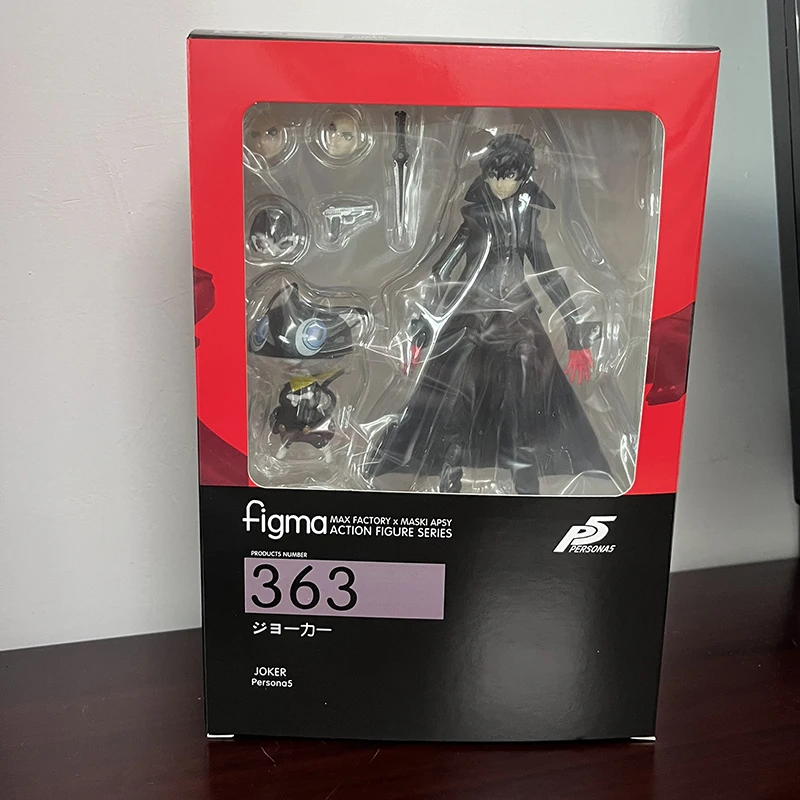 figma
MAX FACTORY x MASKI APSY
ACTION FIGURE SERIES
P5
PERSONA5
PRODUCTS NUMBER
363
ジョーカー
JOKER
Persona5